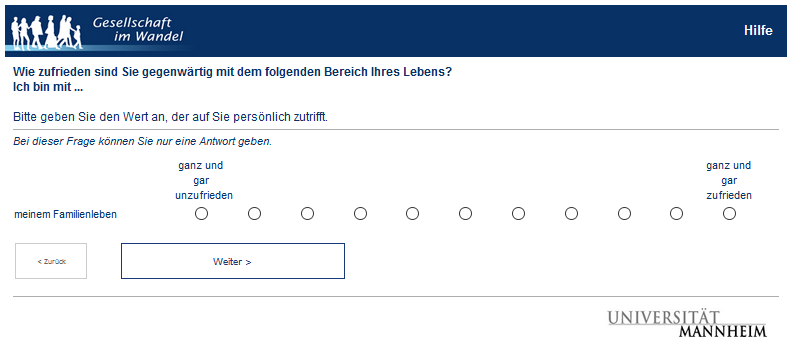 Gesellschaft
im Wandel
Hilfe
Wie zufrieden sind Sie gegenwärtig mit dem folgenden Bereich Ihres Lebens?
Ich bin mit ...
Bitte geben Sie den Wert an, der auf Sie persönlich zutrifft.
Bei dieser Frage können Sie nur eine Antwort geben.
ganz und
gar
unzufrieden
ganz und
gar
zufrieden
meinem Familienleben
< Zurück
Weiter >
UNIVERSITÄT
MANNHEIM